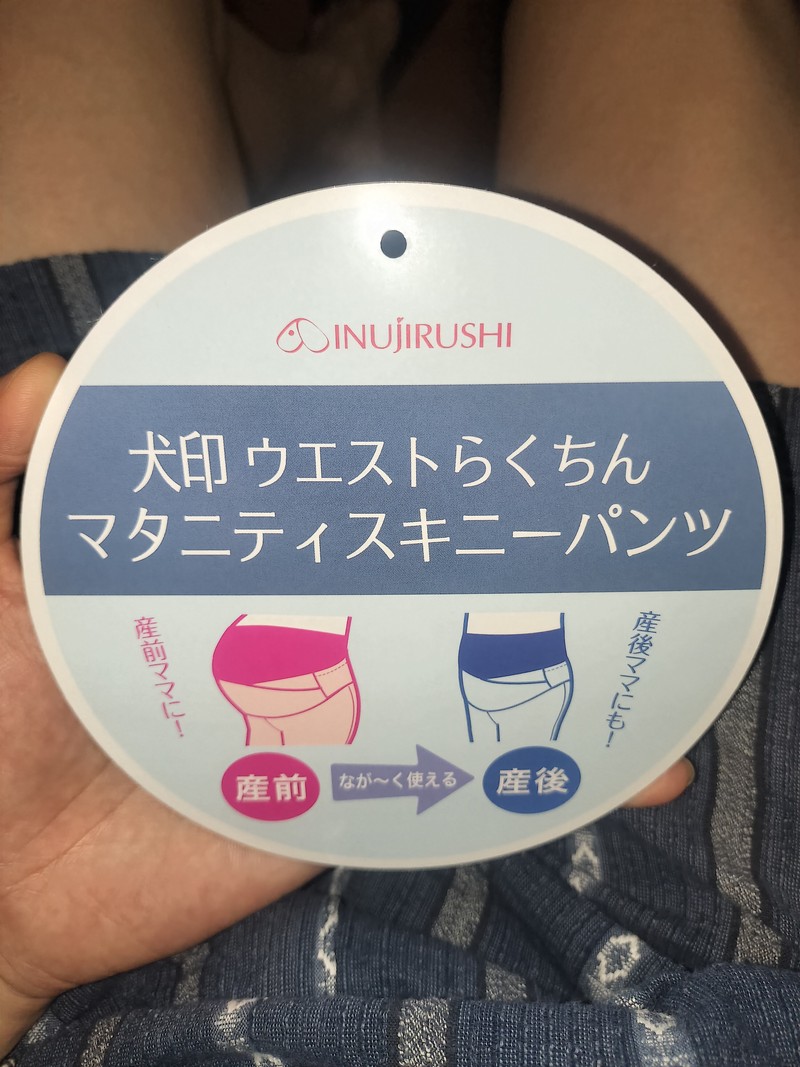 INUJIRUSHI
犬印 ウエストらくちん
マタニティスキニーパンツ
産前ママに!
産後ママにも!
産前
なが〜く使える
産後